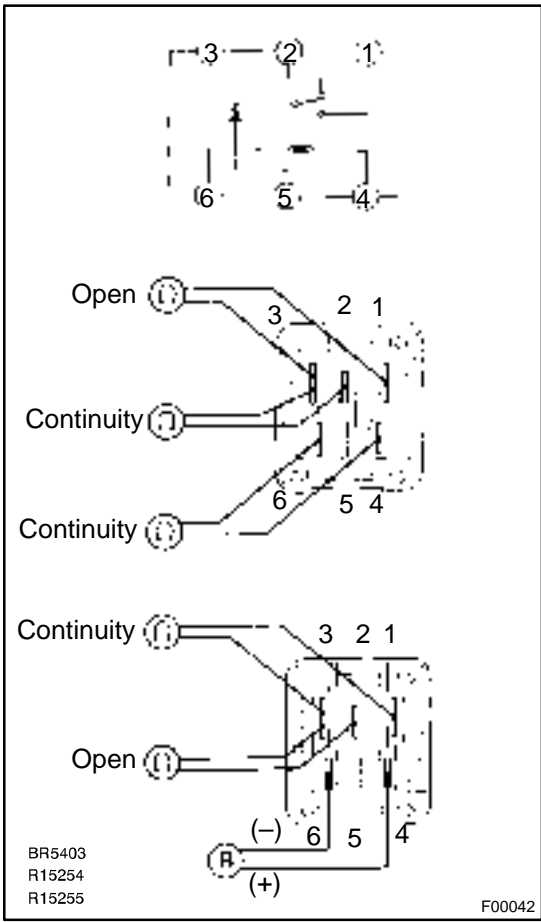 3 2 1
6 5 4
Open
3 2 1
Continuity
6 5 4
Continuity
Continuity
3 2 1
Open
(–) 6 5 4
R
(+)
BR5403
R15254
R15255
F00042